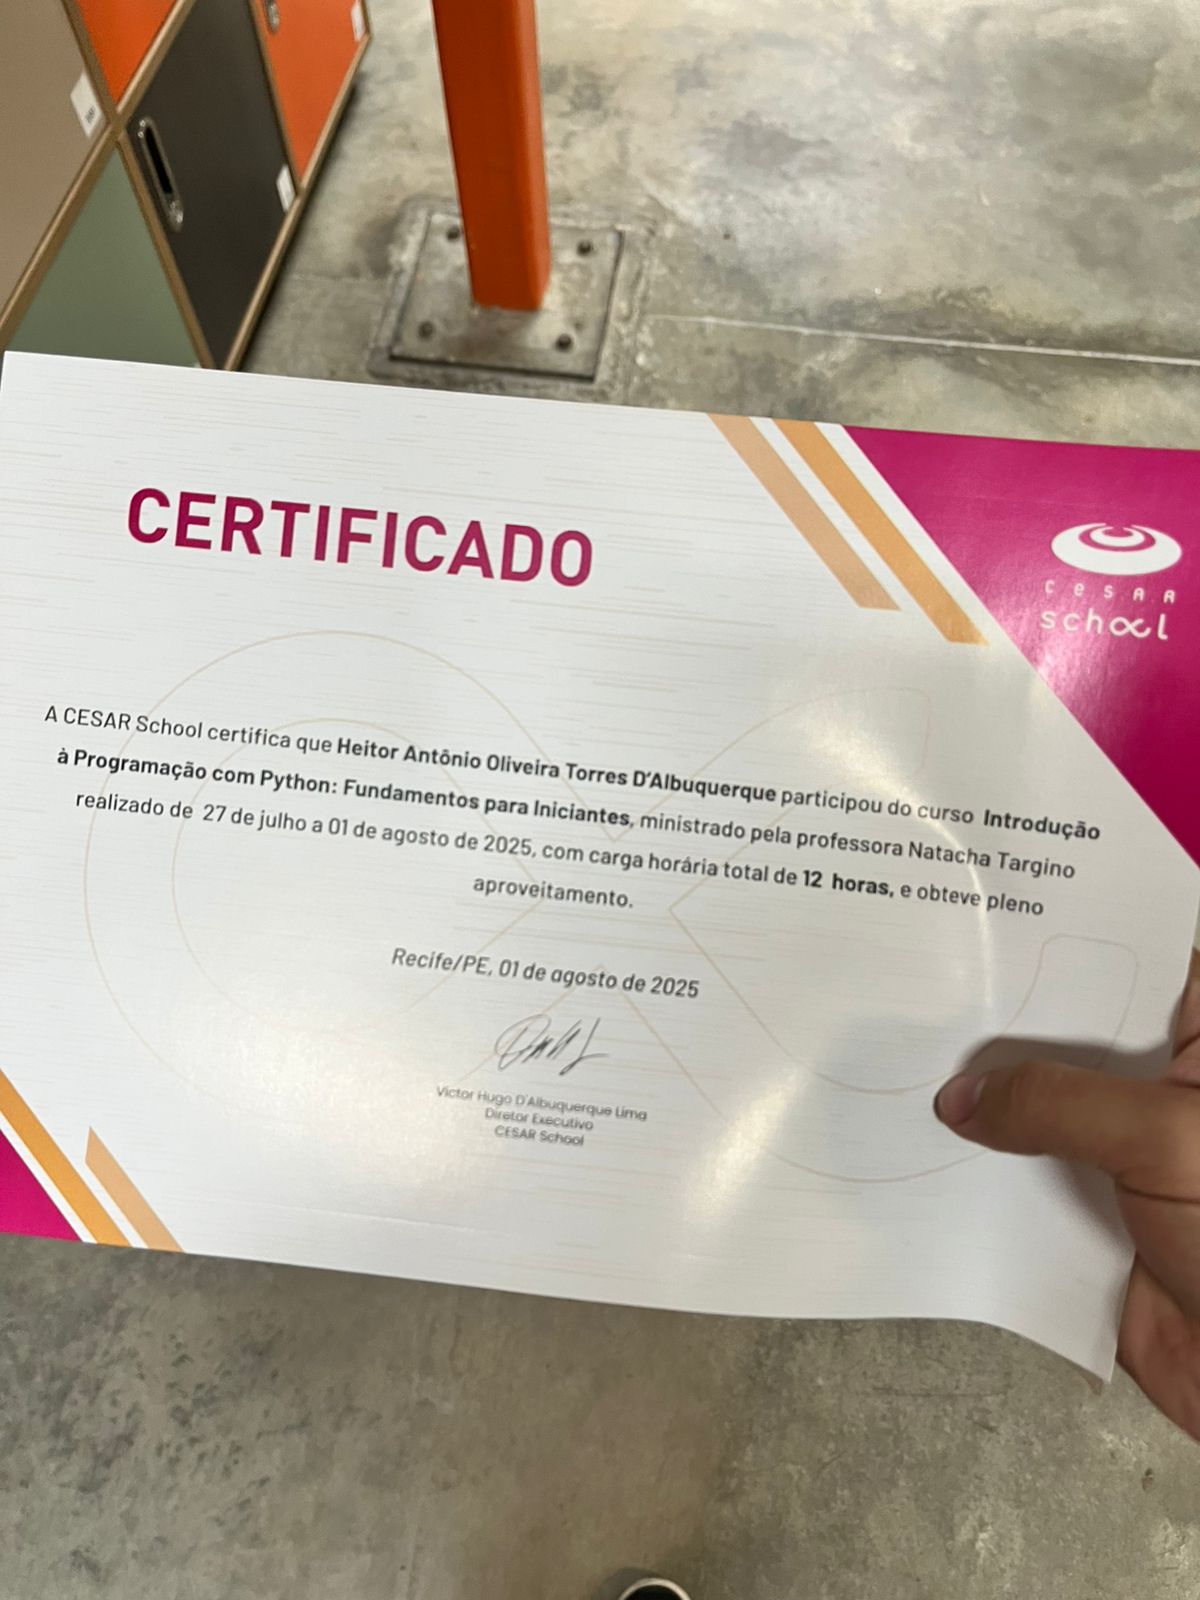 CERTIFICADO
cesAR
school
A CESAR School certifica que Heitor Antônio Oliveira Torres D'Albuquerque participou do curso Introdução
à Programação com Python: Fundamentos para Iniciantes, ministrado pela professora Natacha Targino
realizado de 27 de julho a 01 de agosto de 2025, com carga horária total de 12 horas, e obteve pleno
aproveitamento.
Recife/PE, 01 de agosto de 2025
Victor Hugo D'Albuquerque Lima
Diretor Executivo
CESAR School